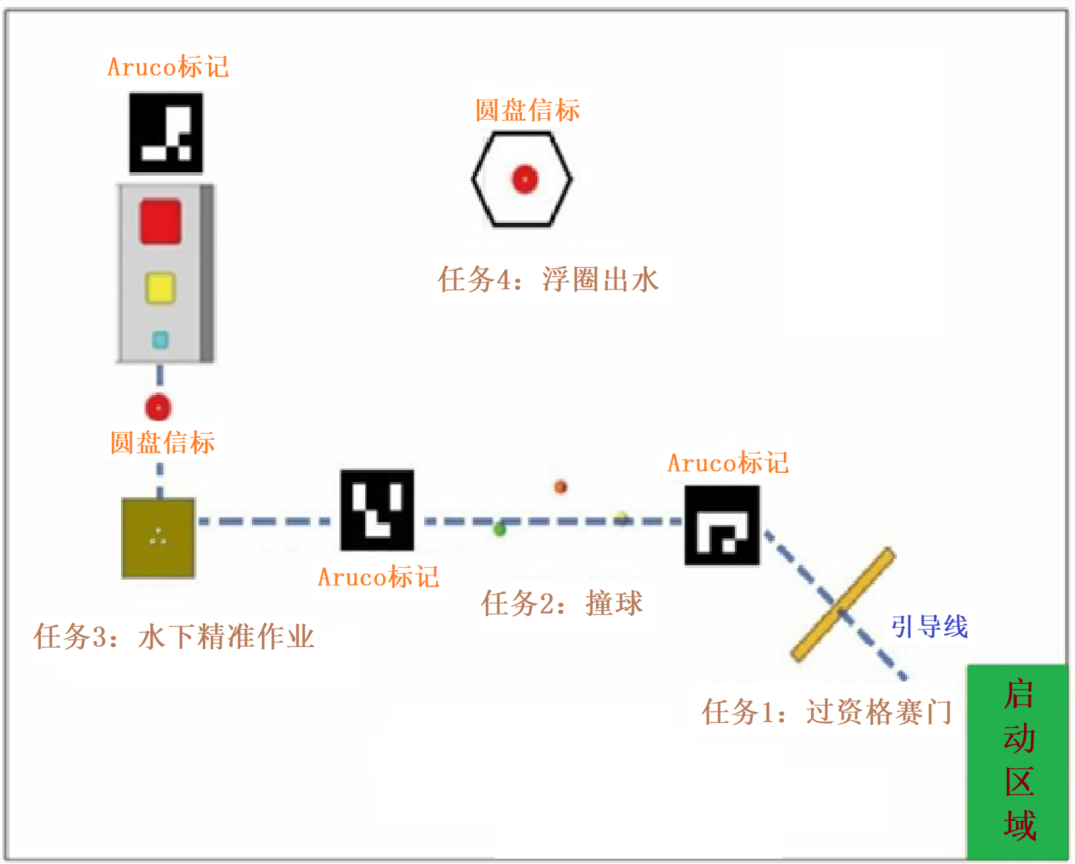 Aruco标记
圆盘信标
任务4：浮圈出水
圆盘信标
Aruco标记
Aruco标记
任务2：撞球
任务3：水下精准作业
引导线
任务1：过资格赛门
启动区域